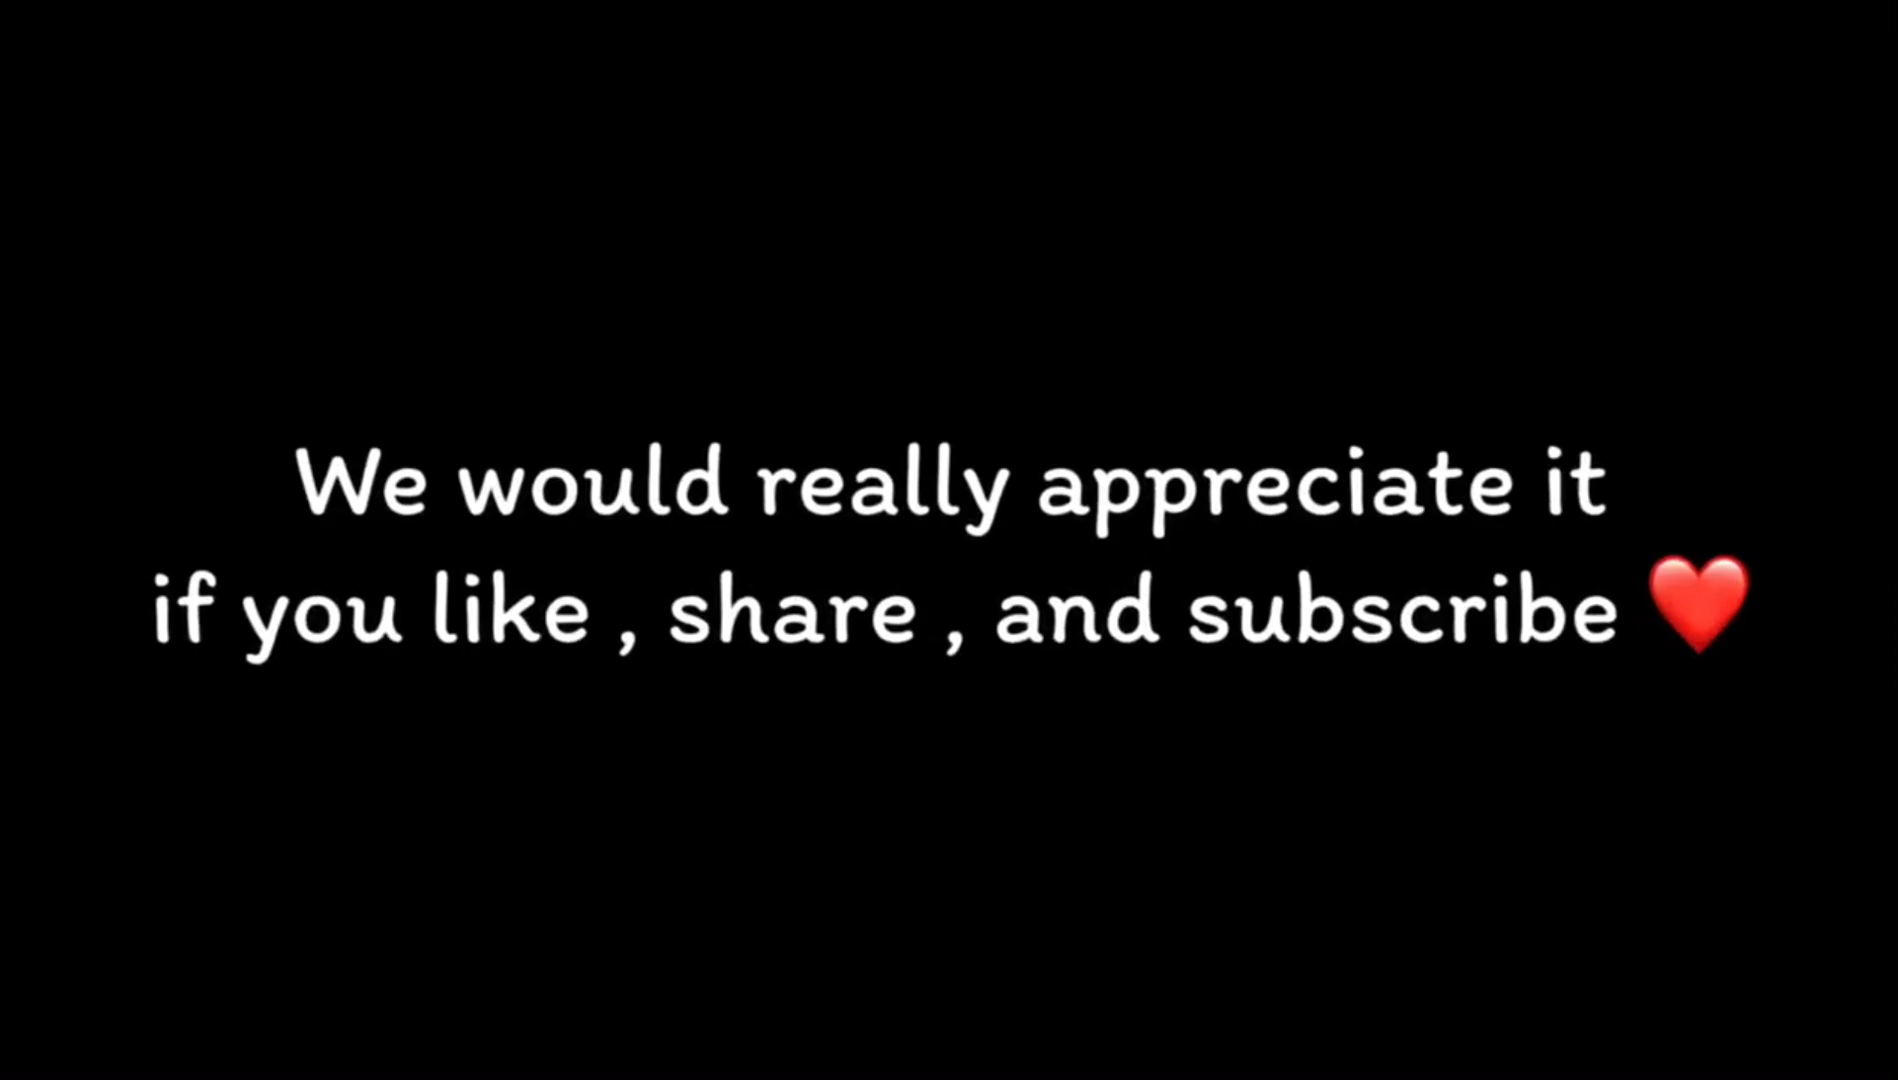 We would really appreciate it
if you like , share , and subscribe ❤️